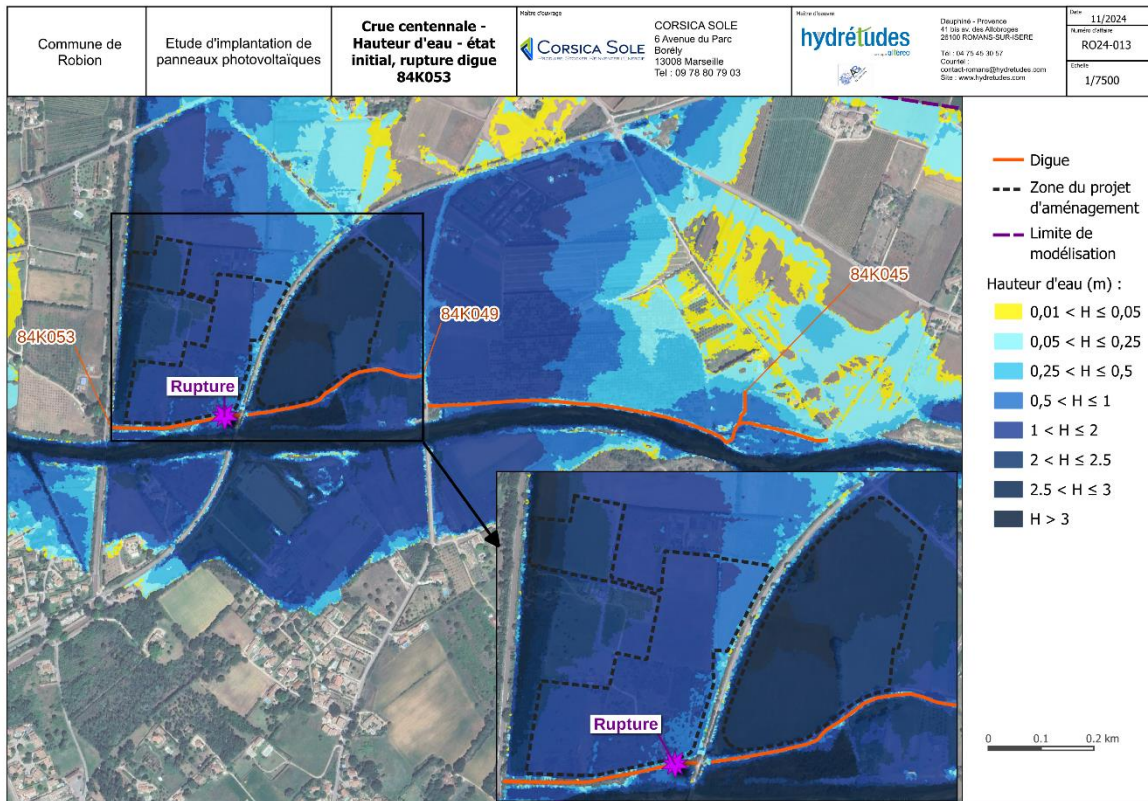 Commune de
Robion
Etude d'implantation de
panneaux photovoltaïques
Crue centennale -
Hauteur d'eau - état
initial, rupture digue
84K053
Maître d'ouvrage
CORSICA SOLE
CORSICA SOLE
6 Avenue du Parc
Borély
13008 Marseille
Tel : 09 78 80 79 03
Maître d'oeuvre
hydrétudes
Dauphiné - Provence
41 bis av. des Allobroges
26100 ROMANS-SUR-ISERE
Tél : 04 75 45 30 57
Courriel :
contact-romans@hydretudes.com
Site : www.hydretudes.com
Date
11/2024
Numéro d'affaire
RO24-013
Echelle
1/7500
84K053
84K049
84K045
Rupture
Rupture
Digue
Zone du projet
d'aménagement
Limite de
modélisation
Hauteur d'eau (m) :
0,01 < H ≤ 0,05
0,05 < H ≤ 0,25
0,25 < H ≤ 0,5
0,5 < H ≤ 1
1 < H ≤ 2
2 < H ≤ 2.5
2.5 < H ≤ 3
H > 3
0 0.1 0.2 km